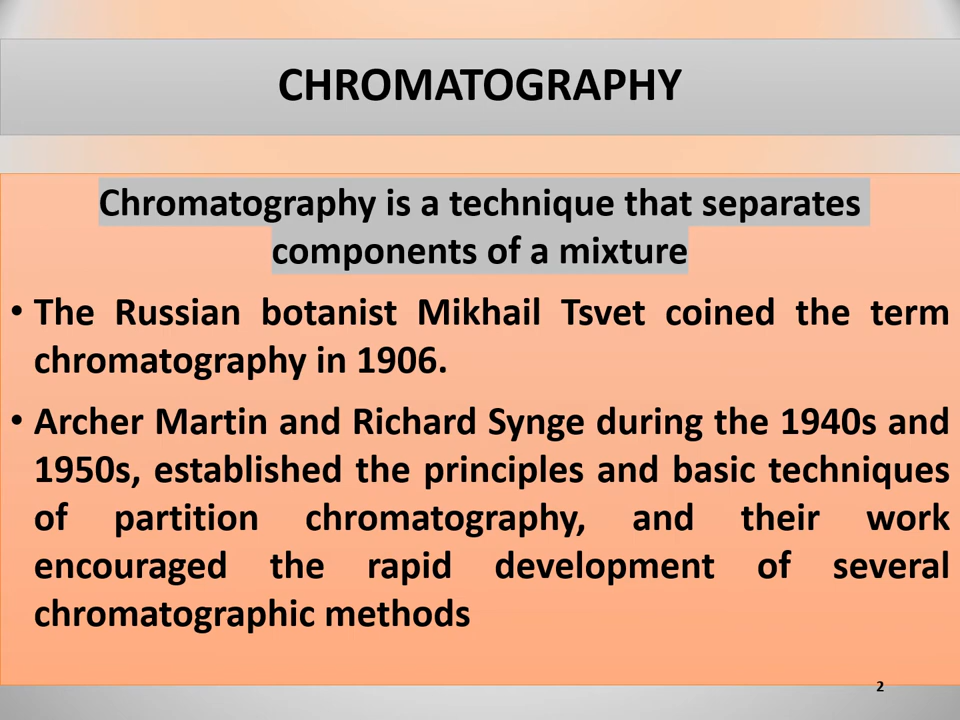 CHROMATOGRAPHY
Chromatography is a technique that separates
components of a mixture
• The Russian botanist Mikhail Tsvet coined the term
chromatography in 1906.
• Archer Martin and Richard Synge during the 1940s and
1950s, established the principles and basic techniques
of partition chromatography, and their work
encouraged the rapid development of several
chromatographic methods
2